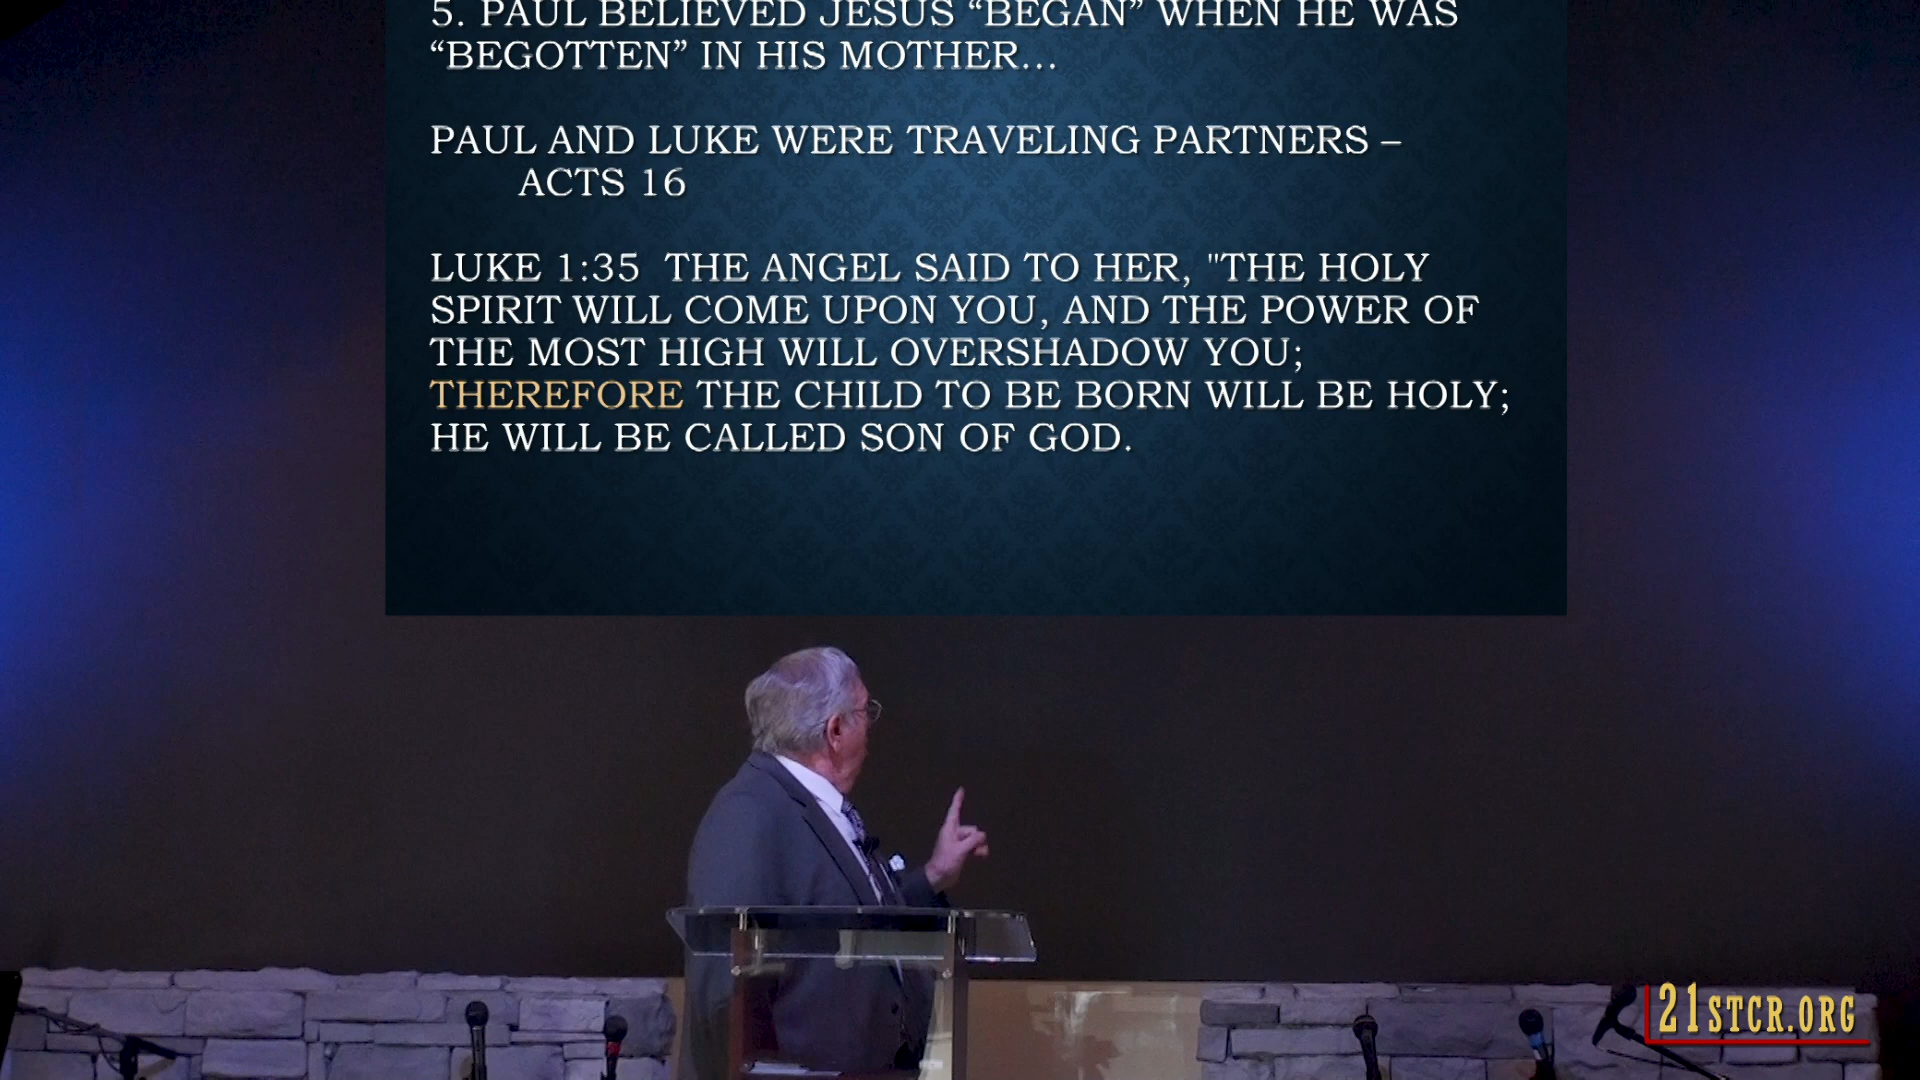 5. PAUL BELIEVED JESUS “BEGAN” WHEN HE WAS
“BEGOTTEN” IN HIS MOTHER...
PAUL AND LUKE WERE TRAVELING PARTNERS –
ACTS 16
LUKE 1:35 THE ANGEL SAID TO HER, "THE HOLY
SPIRIT WILL COME UPON YOU, AND THE POWER OF
THE MOST HIGH WILL OVERSHADOW YOU;
THEREFORE THE CHILD TO BE BORN WILL BE HOLY;
HE WILL BE CALLED SON OF GOD.
21STCR.ORG